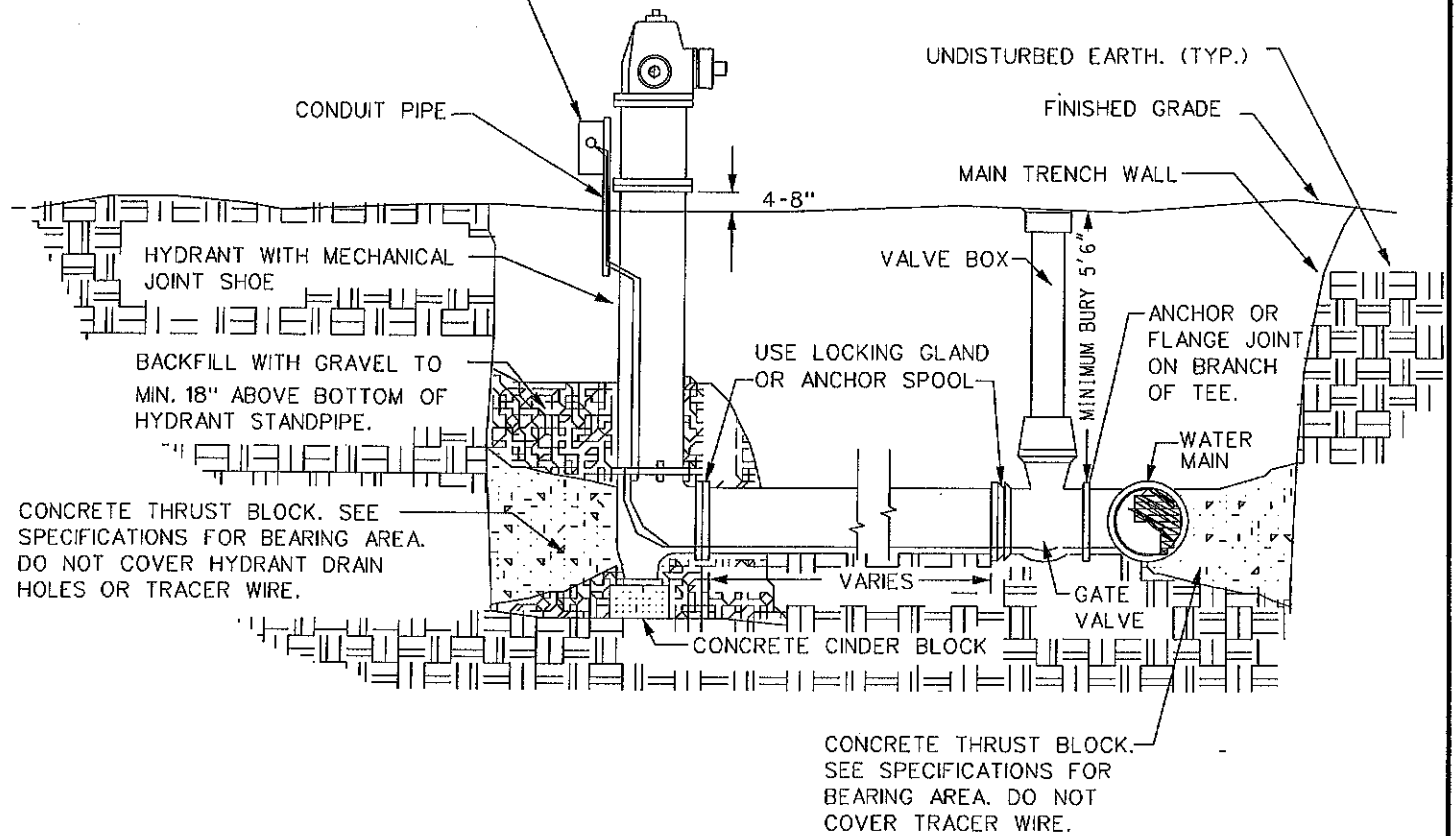 UNDISTURBED EARTH. (TYP.)
CONDUIT PIPE
FINISHED GRADE
MAIN TRENCH WALL
4-8"
HYDRANT WITH MECHANICAL
JOINT SHOE
VALVE BOX
MINIMUM BURY 5'6"
ANCHOR OR
FLANGE JOINT
ON BRANCH
OF TEE.
BACKFILL WITH GRAVEL TO
MIN. 18" ABOVE BOTTOM OF
HYDRANT STANDPIPE.
USE LOCKING GLAND
OR ANCHOR SPOOL
WATER
MAIN
CONCRETE THRUST BLOCK. SEE
SPECIFICATIONS FOR BEARING AREA.
DO NOT COVER HYDRANT DRAIN
HOLES OR TRACER WIRE.
VARIES
GATE
VALVE
CONCRETE CINDER BLOCK
CONCRETE THRUST BLOCK.
SEE SPECIFICATIONS FOR
BEARING AREA. DO NOT
COVER TRACER WIRE.